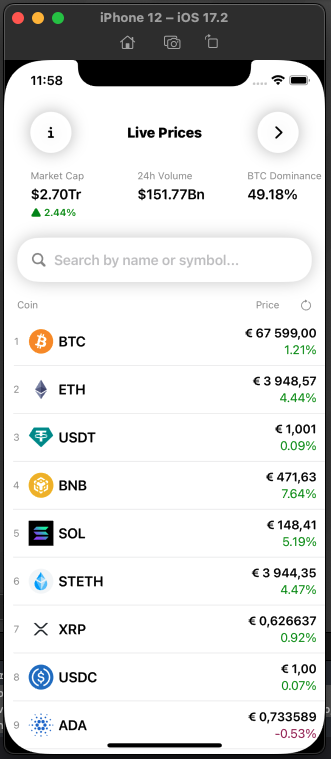 iPhone 12 – iOS 17.2
11:58
i
Live Prices
Market Cap
24h Volume
BTC Dominance
$2.70Tr
$151.77Bn
49.18%
2.44%
Search by name or symbol...
Coin
Price
1 BTC € 67 599,00
1.21%
2 ETH € 3 948,57
4.44%
3 USDT € 1,001
0.09%
4 BNB € 471,63
7.64%
5 SOL € 148,41
5.19%
6 STETH € 3 944,35
4.47%
7 XRP € 0,626637
0.92%
8 USDC € 1,00
0.07%
9 ADA € 0,733589
-0.53%